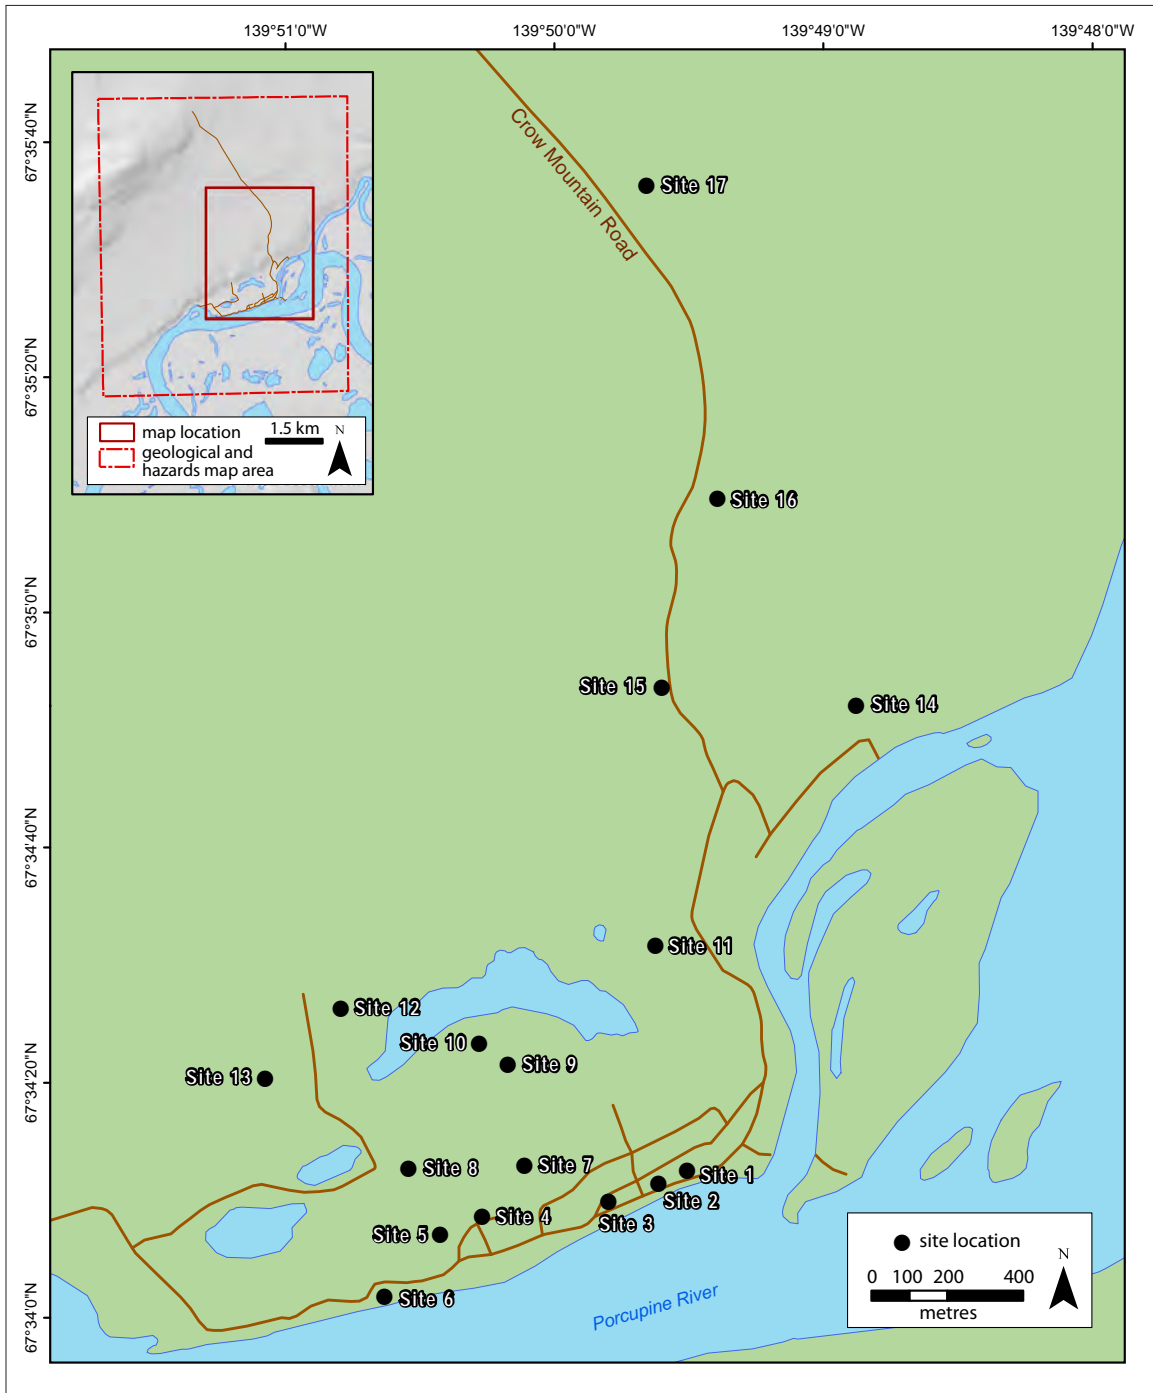 139°51'0"W
139°50'0"W
139°49'0"W
139°48'0"W
67°35'40"N
67°35'20"N
67°35'0"N
67°34'40"N
67°34'20"N
67°34'0"N
map location
1.5 km
N
geological and
hazards map area
Crow Mountain Road
Site 17
Site 16
Site 15
Site 14
Site 11
Site 12
Site 10
Site 9
Site 13
Site 8
Site 7
Site 1
Site 2
Site 3
Site 4
Site 5
Site 6
Porcupine River
site location
N
0 100 200 400
metres